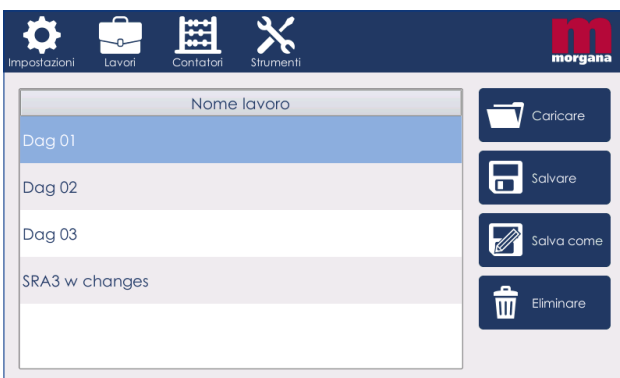 Impostazioni Lavori Contatori Strumenti
m
morgana
Nome lavoro
Dag 01
Dag 02
Dag 03
SRA3 w changes
Caricare
Salvare
Salva come
Eliminare